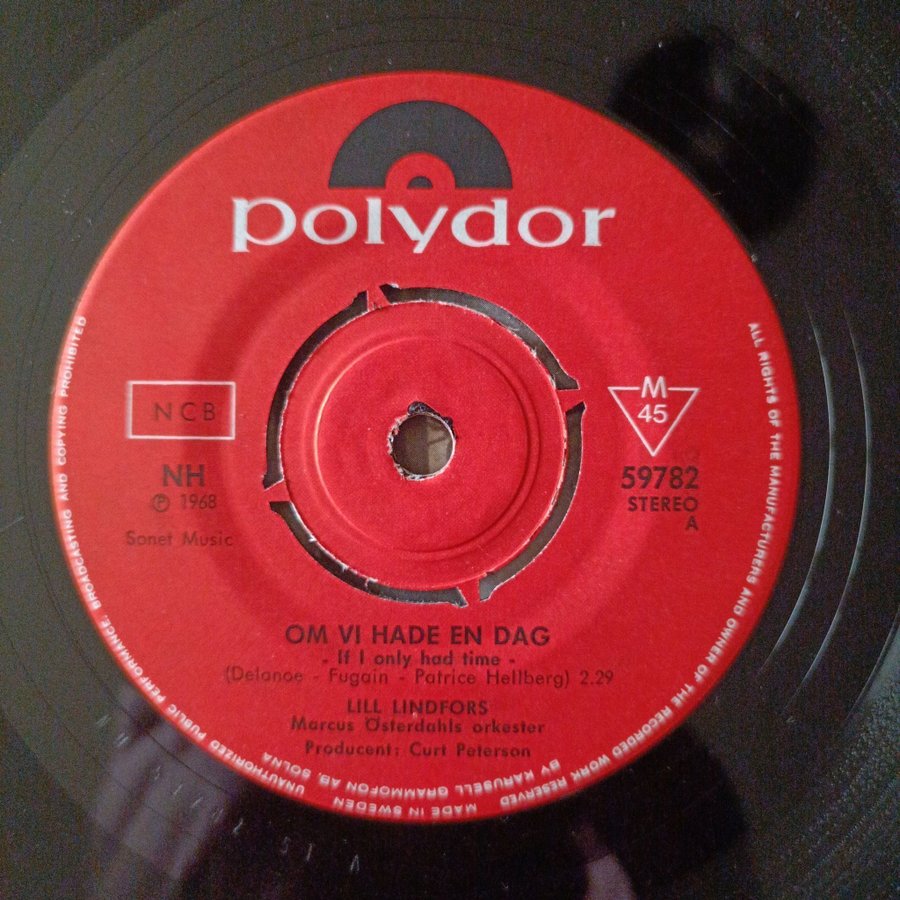 polydor
NCB
NH
℗ 1968
Sonet Music
M
45
59782
STEREO
A
OM VI HADE EN DAG
- If I only had time -
(Delanoe - Fugain - Patrice Hellberg) 2.29
LILL LINDFORS
Marcus Österdahls orkester
Producent: Curt Peterson
ALL RIGHTS OF THE MANUFACTURERS AND OWNER OF THE RECORDED WORK RESERVED
UNAUTHORIZED PUBLIC PERFORMANCE, BROADCASTING AND COPYING PROHIBITED
MADE IN SWEDEN BY KARUSELL GRAMMOFON AB, SOLNA